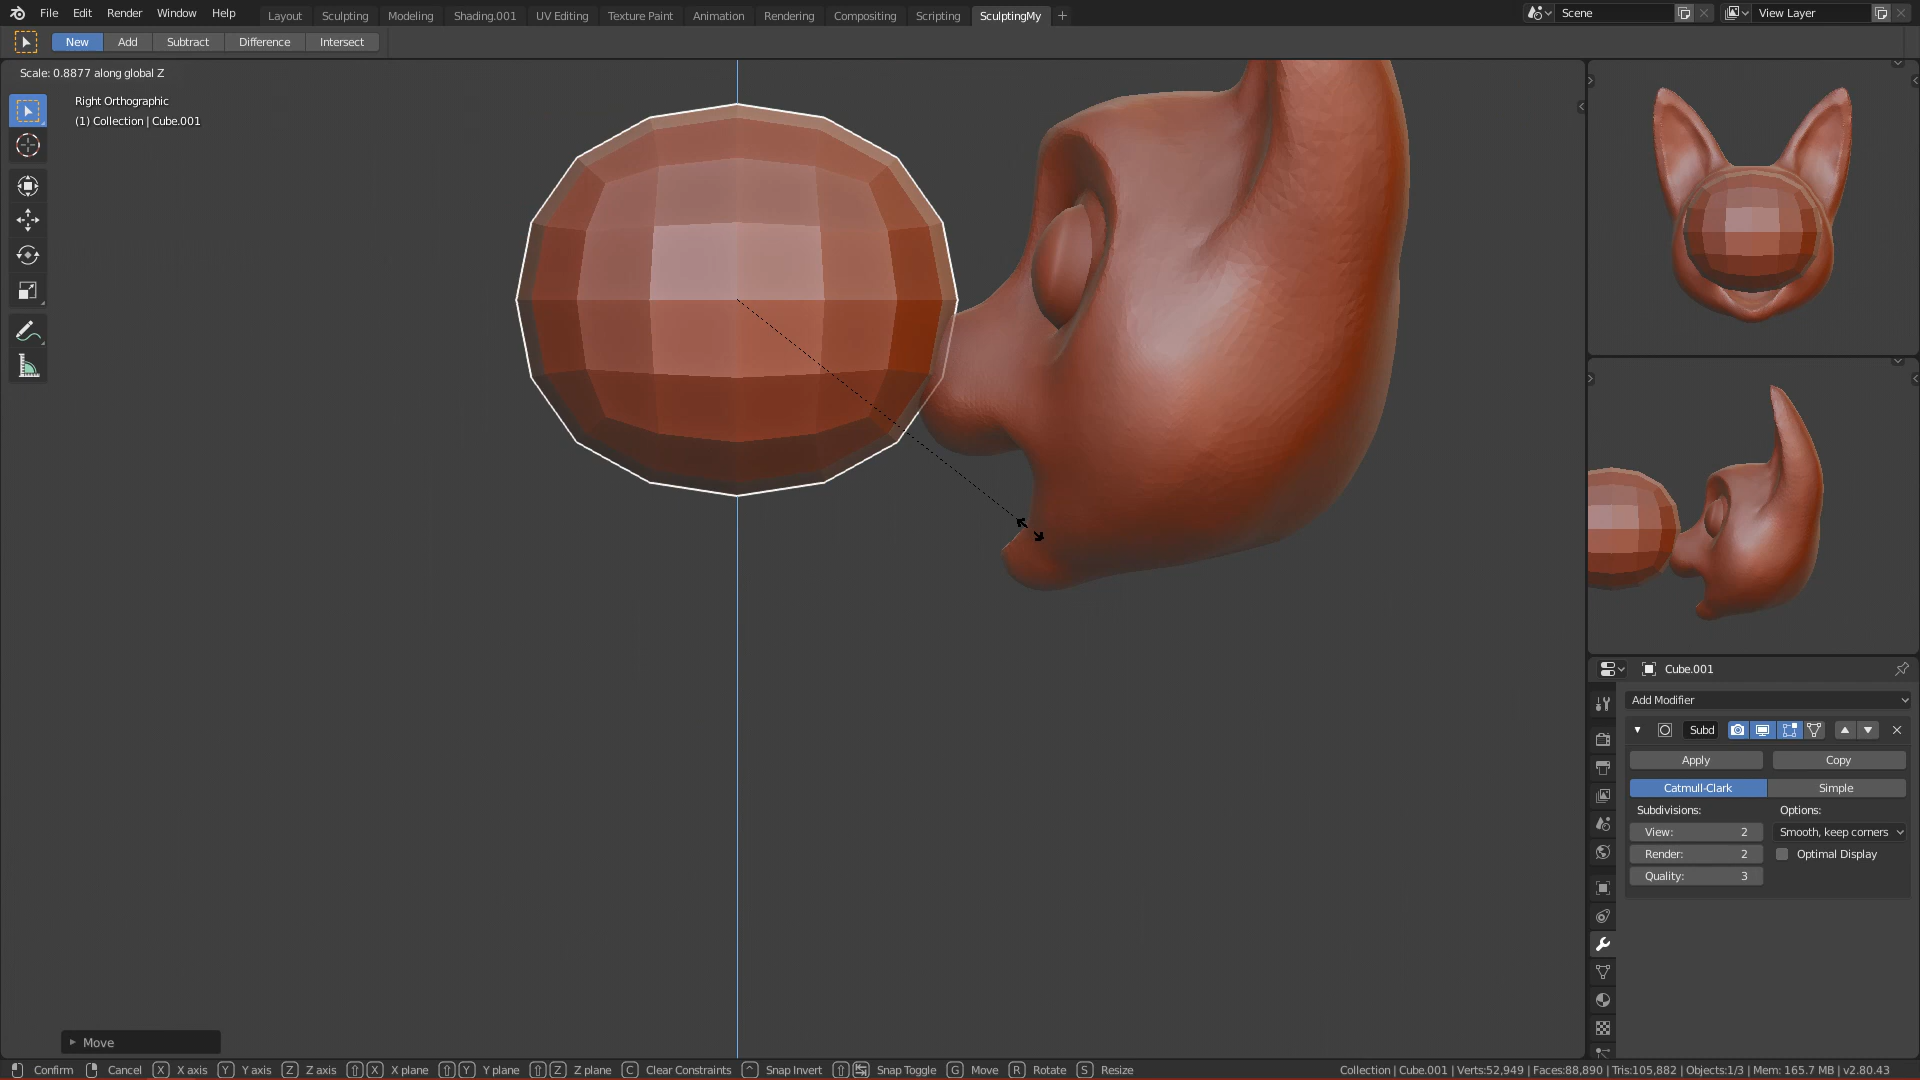 File Edit Render Window Help Layout Sculpting Modeling Shading.001 UV Editing Texture Paint Animation Rendering Compositing Scripting SculptingMy + Scene View Layer
New Add Subtract Difference Intersect
Scale: 0.8877 along global Z
Right Orthographic
(1) Collection | Cube.001
Cube.001
Add Modifier
Subd
Apply Copy
Catmull-Clark Simple
Subdivisions: Options:
View: 2 Smooth, keep corners
Render: 2 Optimal Display
Quality: 3
Move
Confirm Cancel X X axis Y Y axis Z Z axis X X plane Y Y plane Z Z plane C Clear Constraints ^ Snap Invert Snap Toggle G Move R Rotate S Resize Collection | Cube.001 | Verts:52,949 | Faces:88,890 | Tris:105,882 | Objects:1/3 | Mem: 165.7 MB | v2.80.43